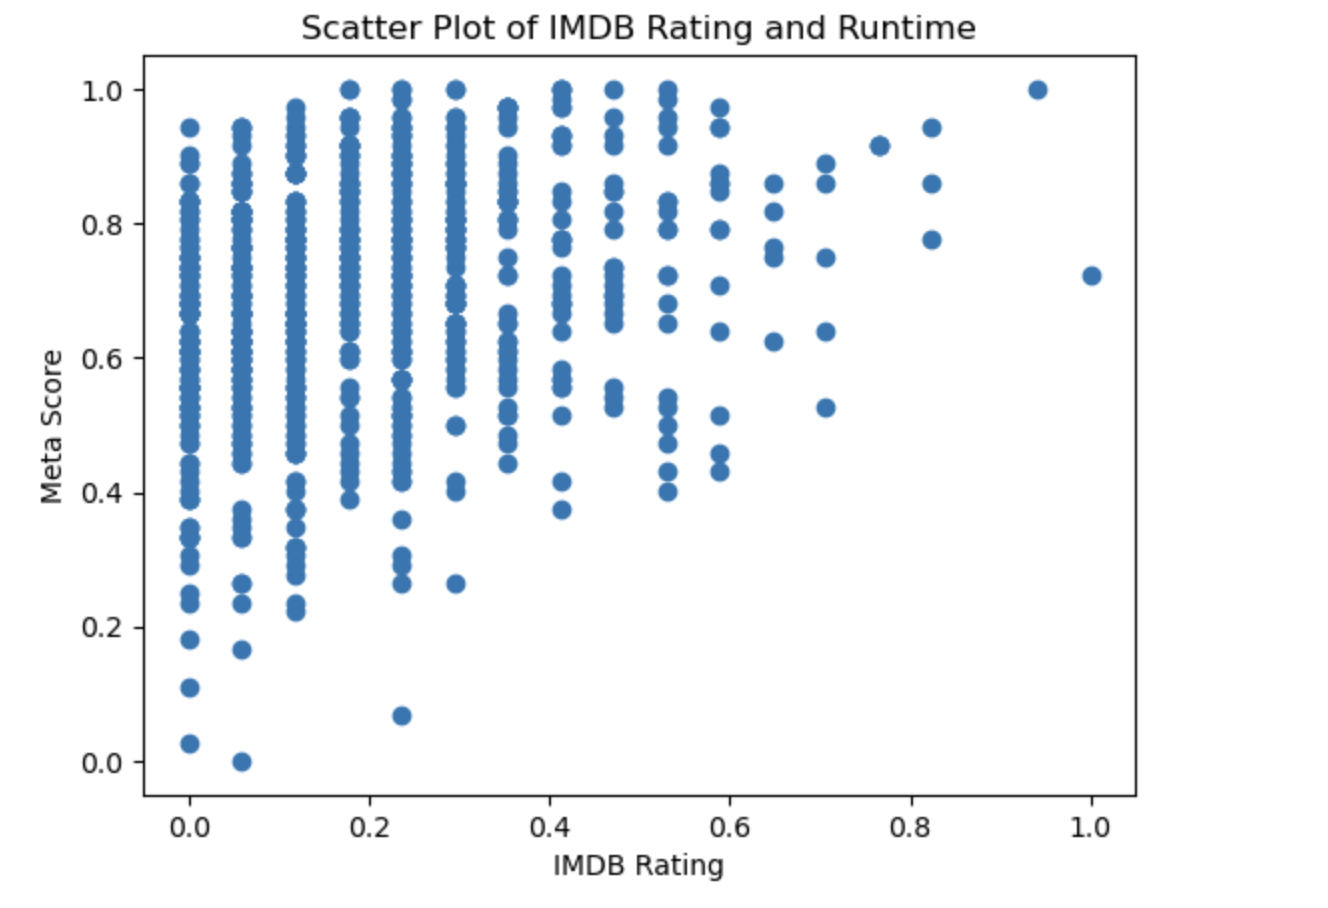 Scatter Plot of IMDB Rating and Runtime
1.0
0.8
0.6
0.4
0.2
0.0
Meta Score
0.0 0.2 0.4 0.6 0.8 1.0
IMDB Rating